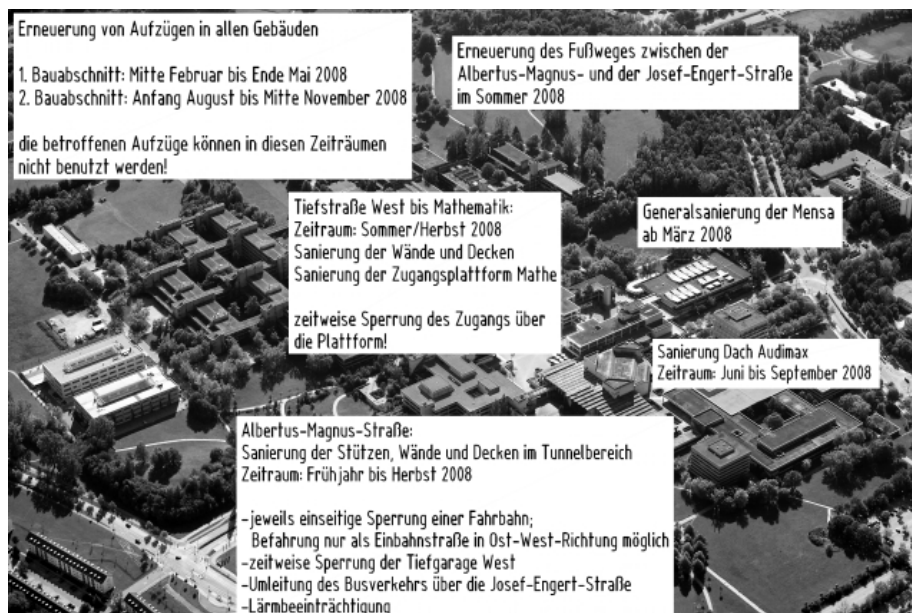 Erneuerung von Aufzügen in allen Gebäuden
1. Bauabschnitt: Mitte Februar bis Ende Mai 2008
2. Bauabschnitt: Anfang August bis Mitte November 2008
die betroffenen Aufzüge können in diesen Zeiträumen
nicht benutzt werden!
Erneuerung des Fußweges zwischen der
Albertus-Magnus- und der Josef-Engert-Straße
im Sommer 2008
Tiefstraße West bis Mathematik:
Zeitraum: Sommer/Herbst 2008
Sanierung der Wände und Decken
Sanierung der Zugangsplattform Mathe
zeitweise Sperrung des Zugangs über
die Plattform!
Generalsanierung der Mensa
ab März 2008
Sanierung Dach Audimax
Zeitraum: Juni bis September 2008
Albertus-Magnus-Straße:
Sanierung der Stützen, Wände und Decken im Tunnelbereich
Zeitraum: Frühjahr bis Herbst 2008
-jeweils einseitige Sperrung einer Fahrbahn;
Befahrung nur als Einbahnstraße in Ost-West-Richtung möglich
-zeitweise Sperrung der Tiefgarage West
-Umleitung des Busverkehrs über die Josef-Engert-Straße
-Lärmbeeinträchtigung